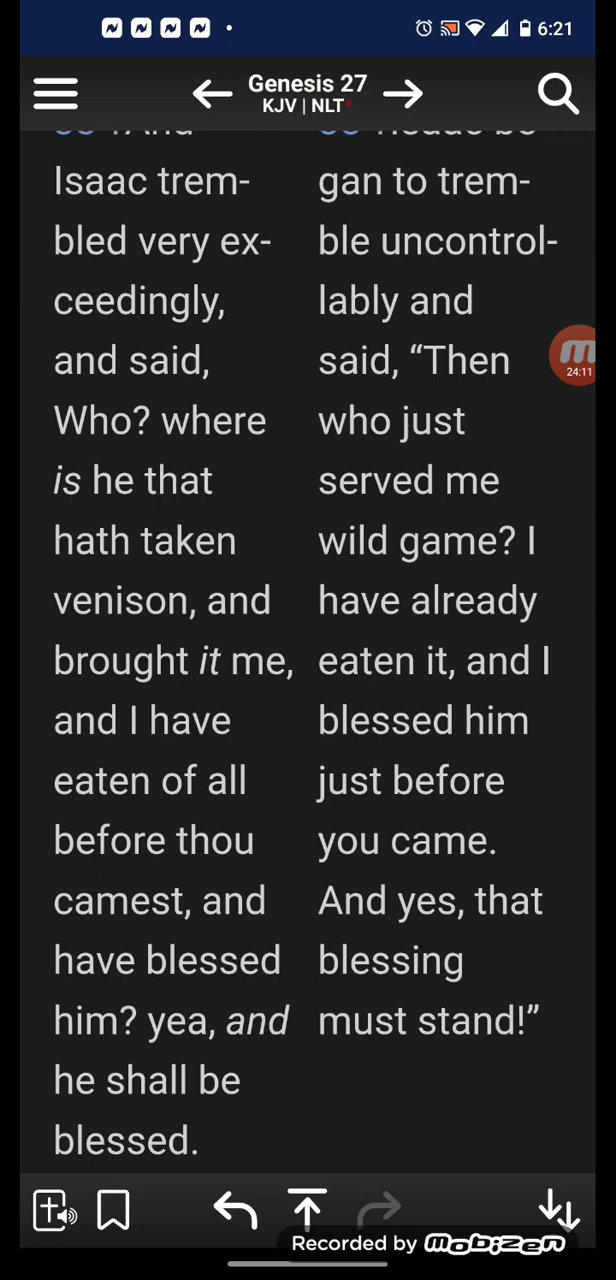 6:21
Genesis 27
KJV | NLT*
Isaac trem-
bled very ex-
ceedingly,
and said,
Who? where
is he that
hath taken
venison, and
brought it me,
and I have
eaten of all
before thou
camest, and
have blessed
him? yea, and
he shall be
blessed.
gan to trem-
ble uncontrol-
lably and
said, “Then
who just
served me
wild game? I
have already
eaten it, and I
blessed him
just before
you came.
And yes, that
blessing
must stand!”
24:11
Recorded by mobizen